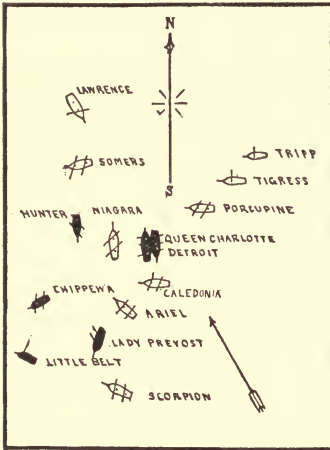 N
LAWRENCE
TRIPP
SOMERS
TIGRESS
S
PORCUPINE
HUNTER NIAGARA
QUEEN CHARLOTTE
DETROIT
CHIPPEWA
CALEDONIA
ARIEL
LADY PREVOST
LITTLE BELT
SCORPION